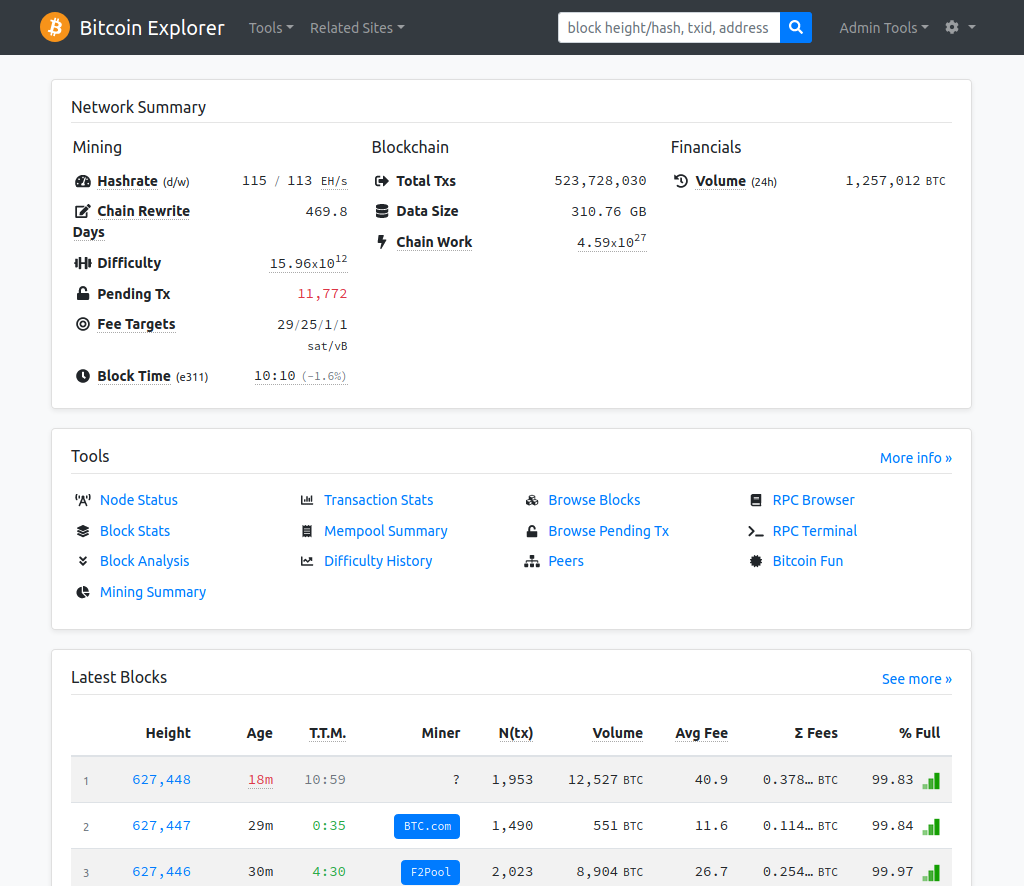 Bitcoin Explorer Tools Related Sites block height/hash, txid, address Admin Tools
Network Summary
Mining
Hashrate (d/w) 115 / 113 EH/s
Chain Rewrite Days 469.8
Difficulty 15.96x10^12
Pending Tx 11,772
Fee Targets 29/25/1/1
sat/vB
Block Time (e311) 10:10 (-1.6%)
Blockchain
Total Txs 523,728,030
Data Size 310.76 GB
Chain Work 4.59x10^27
Financials
Volume (24h) 1,257,012 BTC
Tools More info »
Node Status Transaction Stats Browse Blocks RPC Browser
Block Stats Mempool Summary Browse Pending Tx RPC Terminal
Block Analysis Difficulty History Peers Bitcoin Fun
Mining Summary
Latest Blocks See more »
Height Age T.T.M. Miner N(tx) Volume Avg Fee Σ Fees % Full
1 627,448 18m 10:59 ? 1,953 12,527 BTC 40.9 0.378… BTC 99.83
2 627,447 29m 0:35 BTC.com 1,490 551 BTC 11.6 0.114… BTC 99.84
3 627,446 30m 4:30 F2Pool 2,023 8,904 BTC 26.7 0.254… BTC 99.97